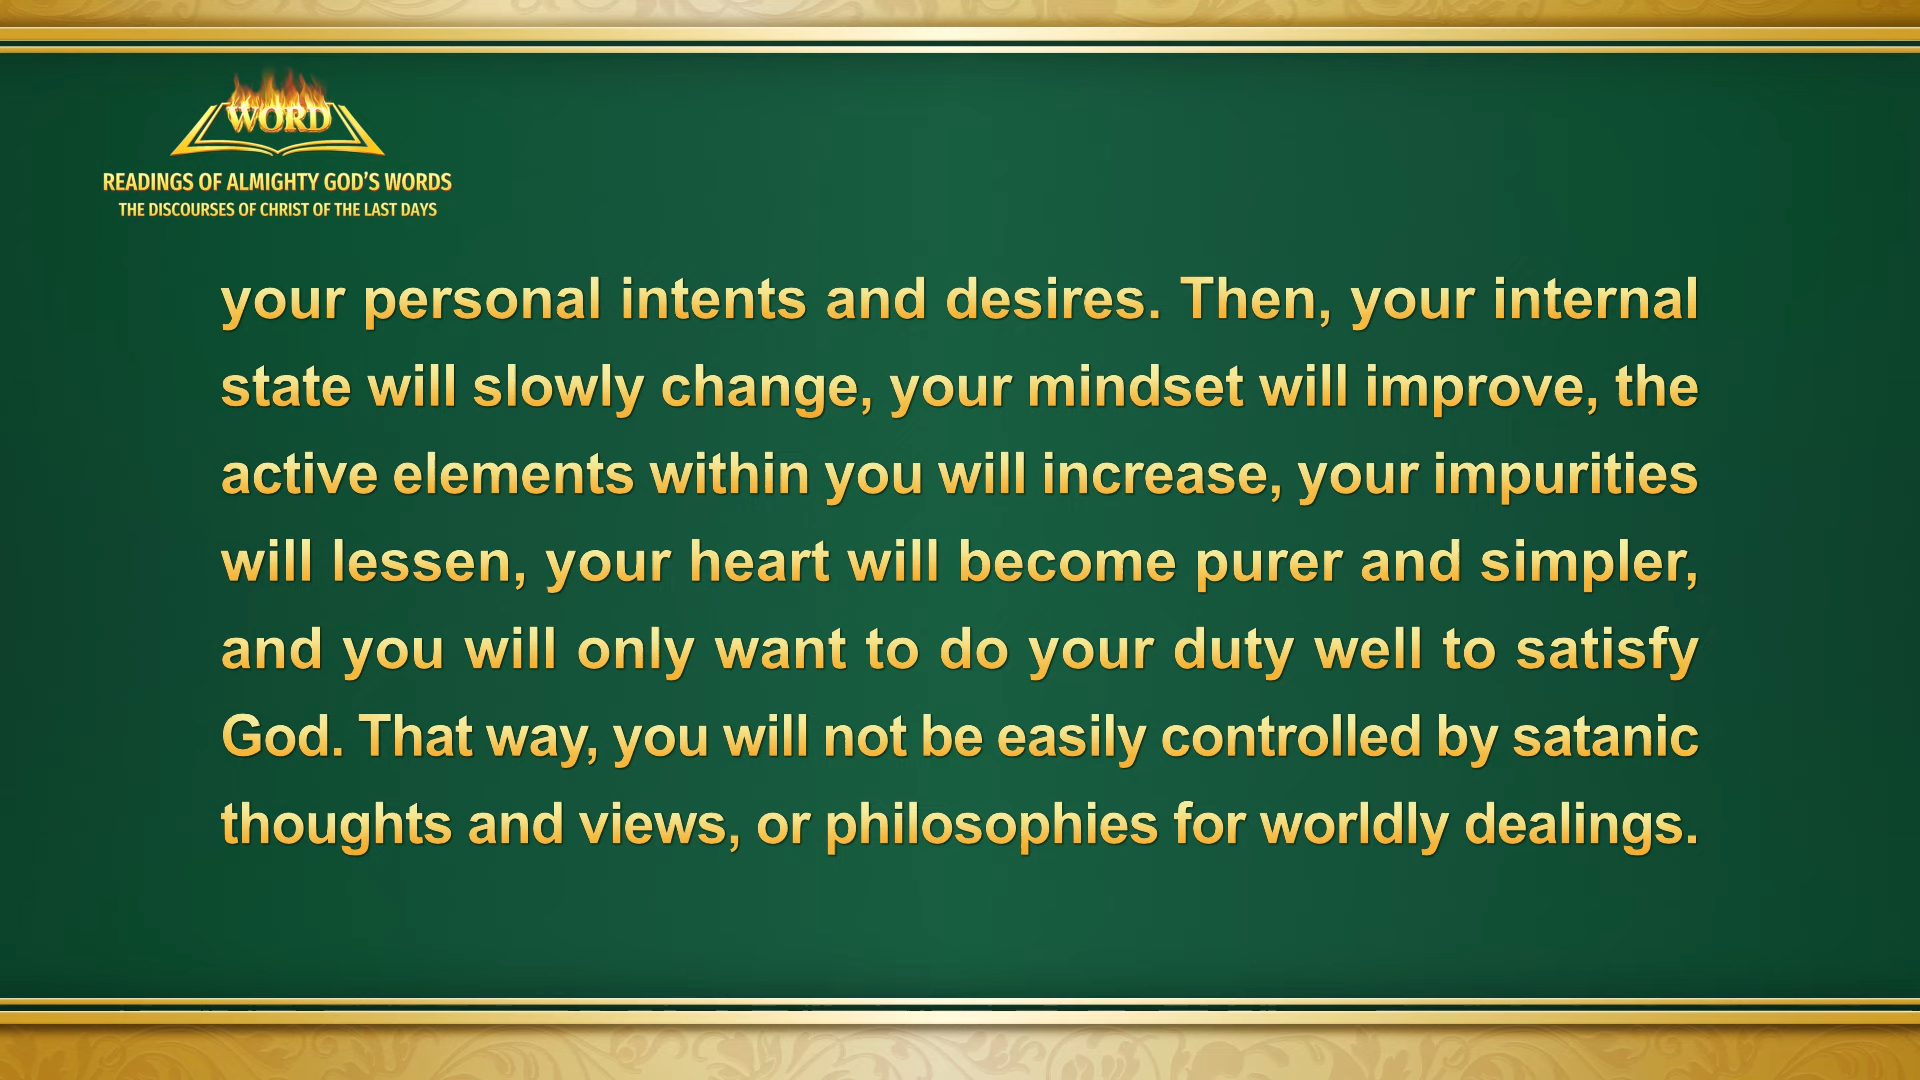 WORD
READINGS OF ALMIGHTY GOD'S WORDS
THE DISCOURSES OF CHRIST OF THE LAST DAYS
your personal intents and desires. Then, your internal
state will slowly change, your mindset will improve, the
active elements within you will increase, your impurities
will lessen, your heart will become purer and simpler,
and you will only want to do your duty well to satisfy
God. That way, you will not be easily controlled by satanic
thoughts and views, or philosophies for worldly dealings.